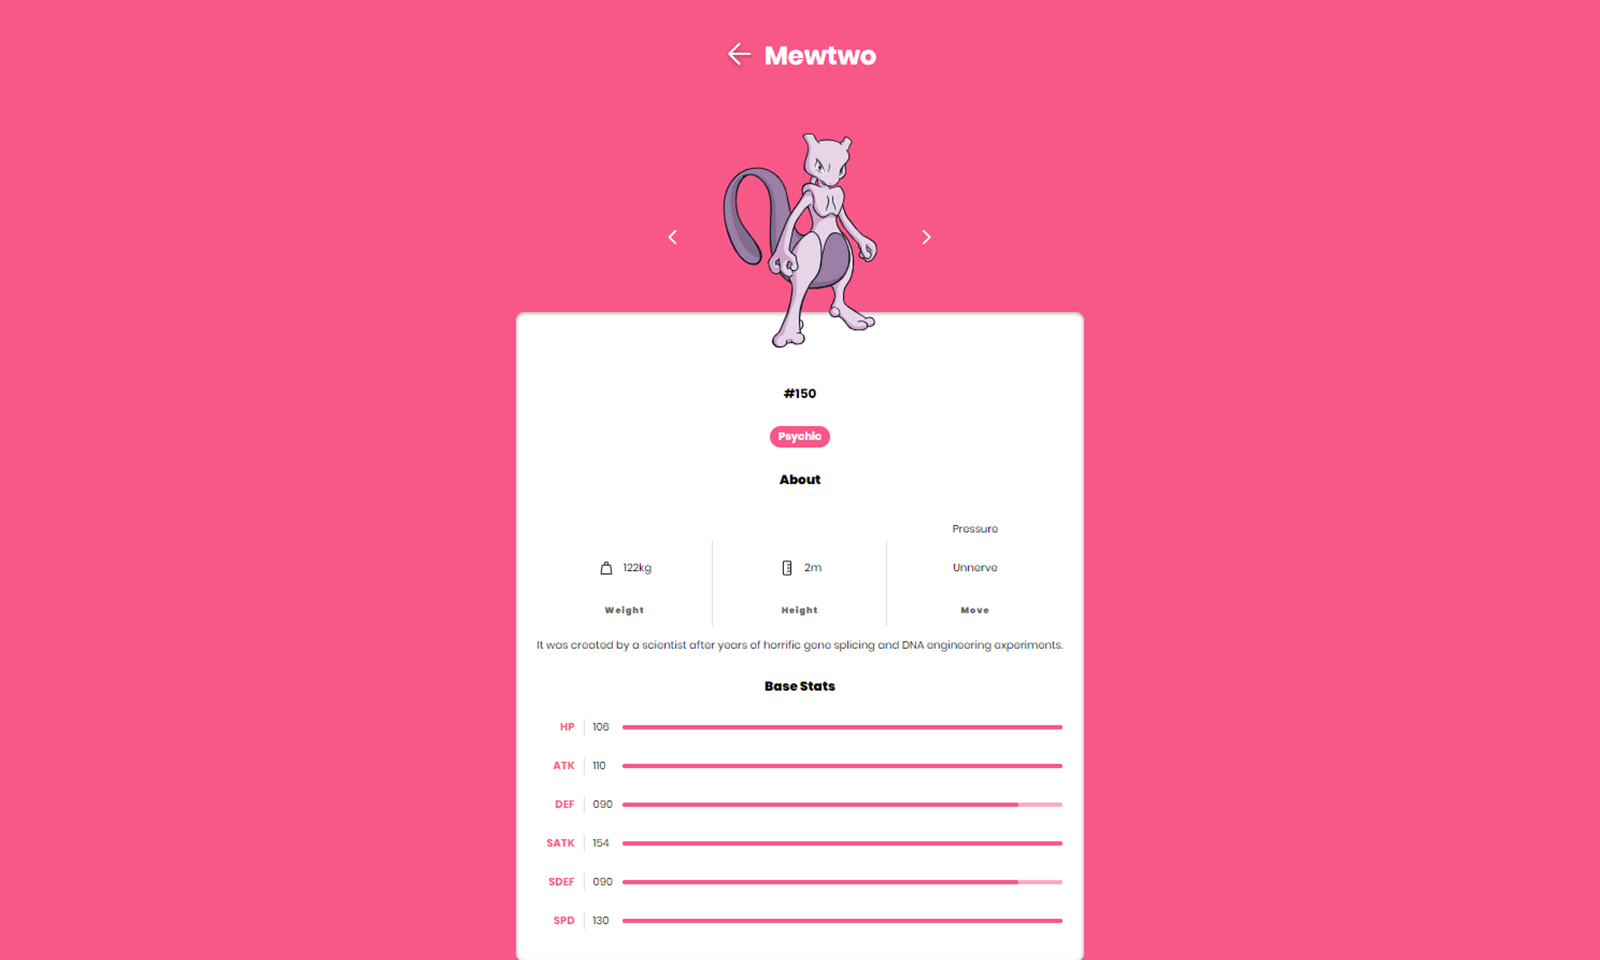 Mewtwo
#150
Psychic
About
Pressure
122kg
2m
Unnerve
Weight
Height
Move
It was created by a scientist after years of horrific gene splicing and DNA engineering experiments.
Base Stats
HP 106
ATK 110
DEF 090
SATK 154
SDEF 090
SPD 130